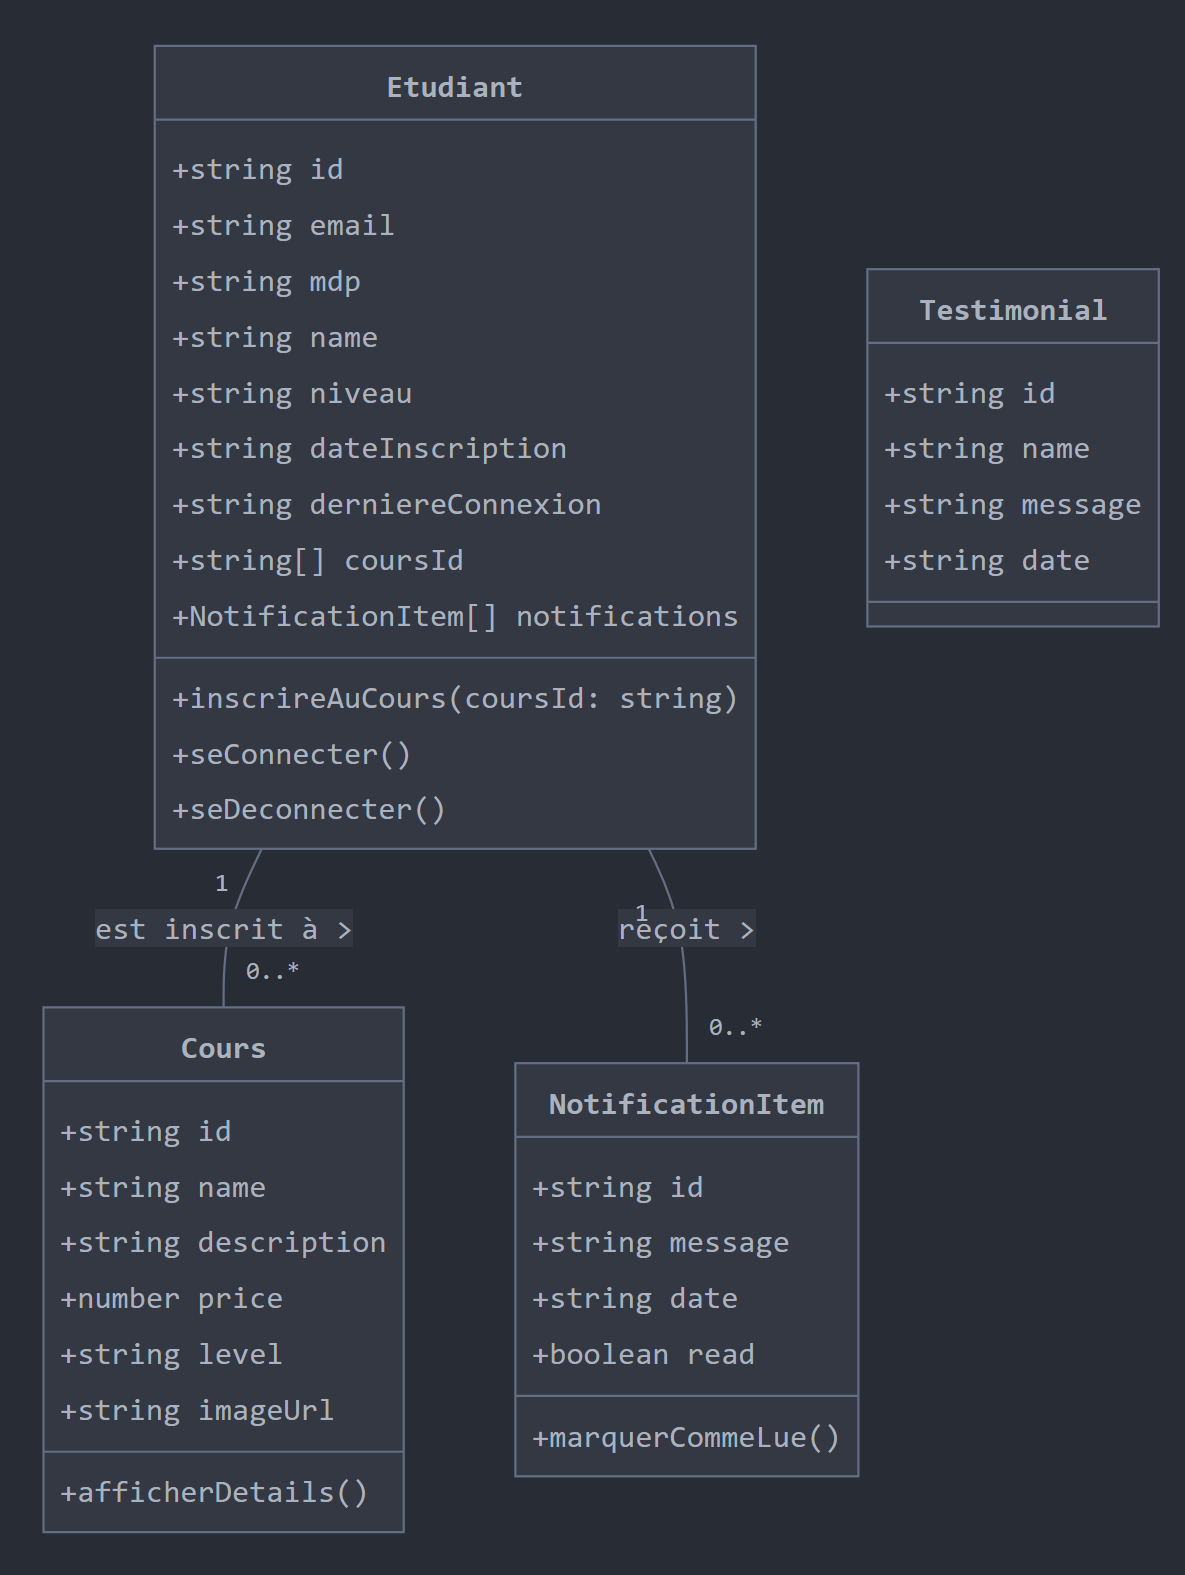 Etudiant
+string id
+string email
+string mdp
+string name
+string niveau
+string dateInscription
+string derniereConnexion
+string[] coursId
+NotificationItem[] notifications
+inscrireAuCours(coursId: string)
+seConnecter()
+seDeconnecter()
Testimonial
+string id
+string name
+string message
+string date
1
est inscrit à >
0..*
1
reçoit >
0..*
Cours
+string id
+string name
+string description
+number price
+string level
+string imageUrl
+afficherDetails()
NotificationItem
+string id
+string message
+string date
+boolean read
+marquerCommeLue()